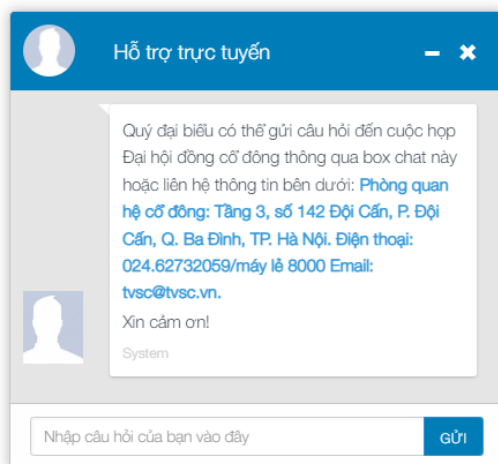 Hỗ trợ trực tuyến
Quý đại biểu có thể gửi câu hỏi đến cuộc họp
Đại hội đồng cổ đông thông qua box chat này
hoặc liên hệ thông tin bên dưới: Phòng quan
hệ cổ đông: Tầng 3, số 142 Đội Cấn, P. Đội
Cấn, Q. Ba Đình, TP. Hà Nội. Điện thoại:
024.62732059/máy lẻ 8000 Email:
tvsc@tvsc.vn.
Xin cảm ơn!
System
Nhập câu hỏi của bạn vào đây
GỬI